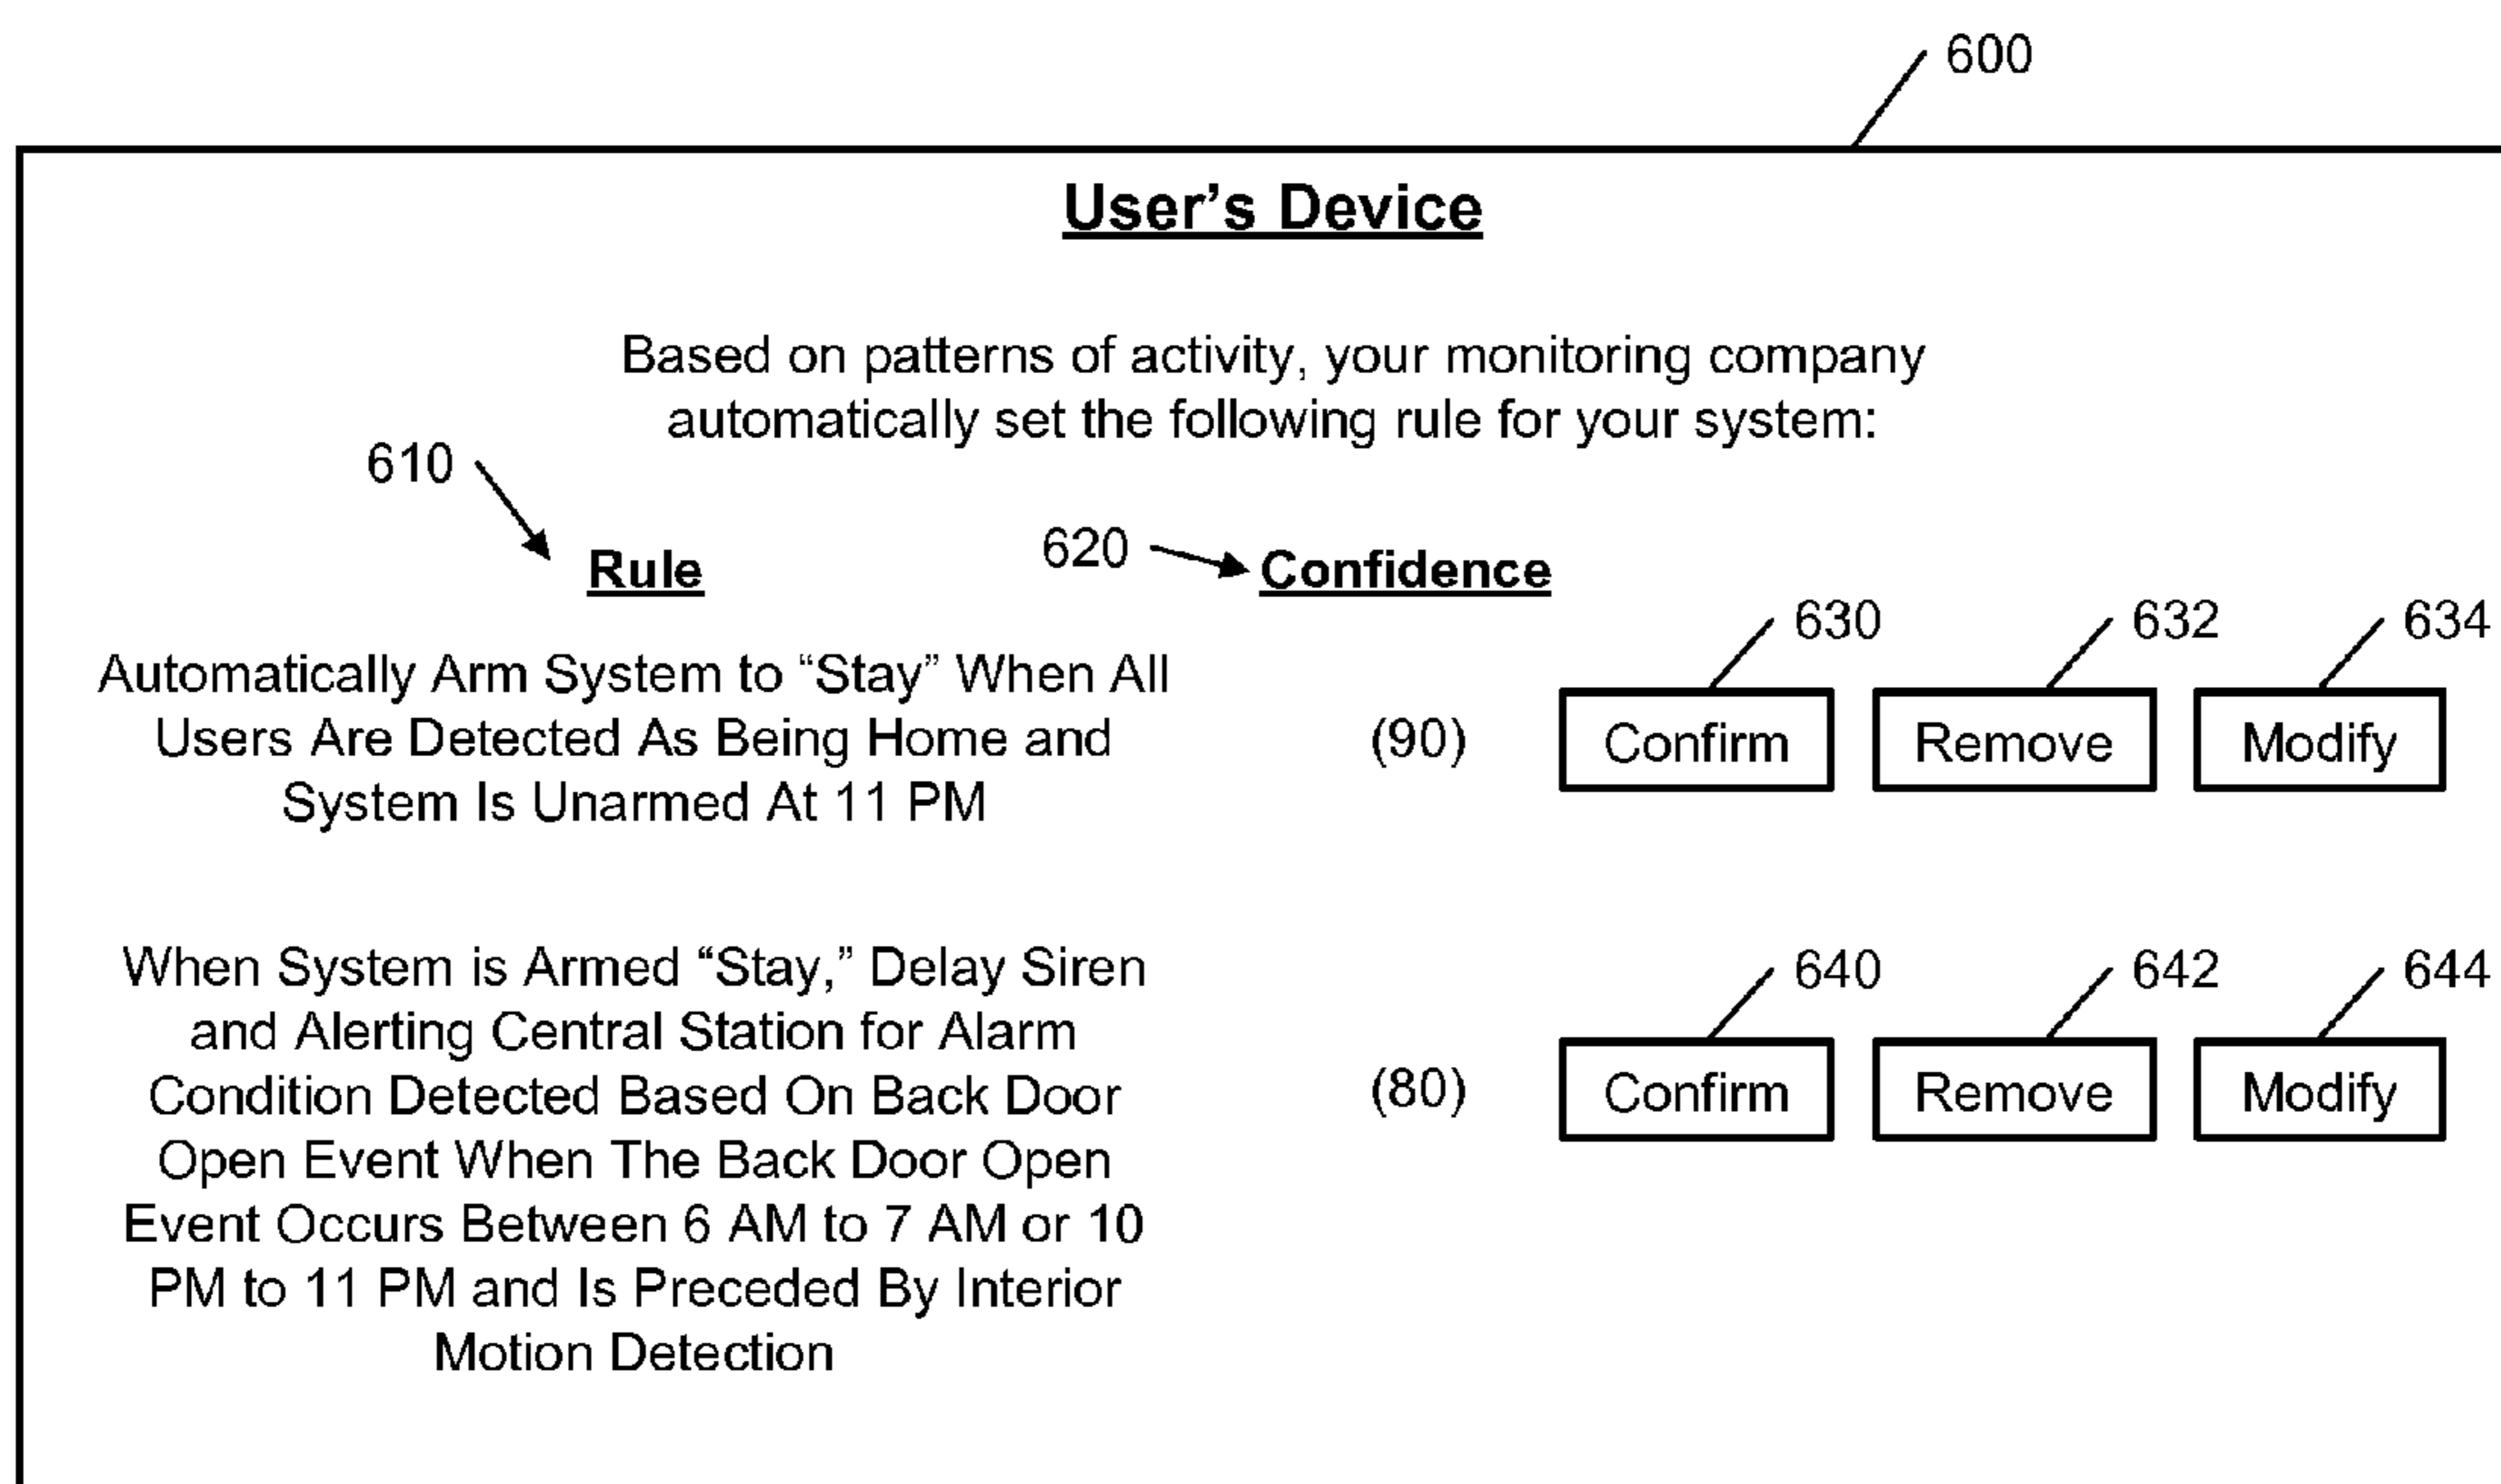 600
User’s Device
Based on patterns of activity, your monitoring company
automatically set the following rule for your system:
610
620
Rule
Confidence
630
632
634
Automatically Arm System to “Stay” When All
Users Are Detected As Being Home and
System Is Unarmed At 11 PM
(90)
Confirm
Remove
Modify
640
642
644
When System is Armed “Stay,” Delay Siren
and Alerting Central Station for Alarm
Condition Detected Based On Back Door
Open Event When The Back Door Open
Event Occurs Between 6 AM to 7 AM or 10
PM to 11 PM and Is Preceded By Interior
Motion Detection
(80)
Confirm
Remove
Modify